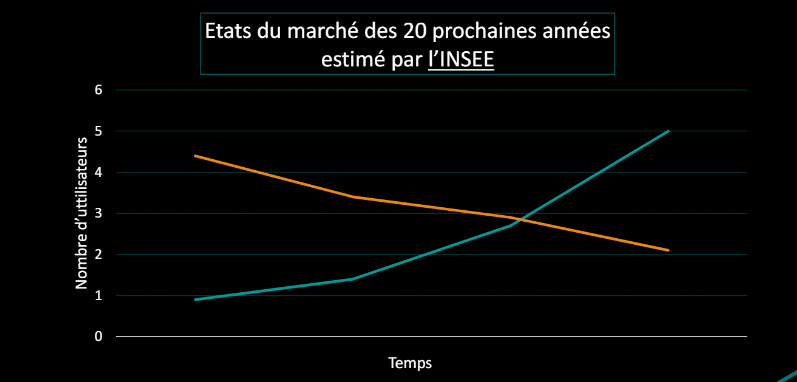 Etats du marché des 20 prochaines années
estimé par l'INSEE
6
5
4
3
2
1
0
Nombre d'uttilisateurs
Temps